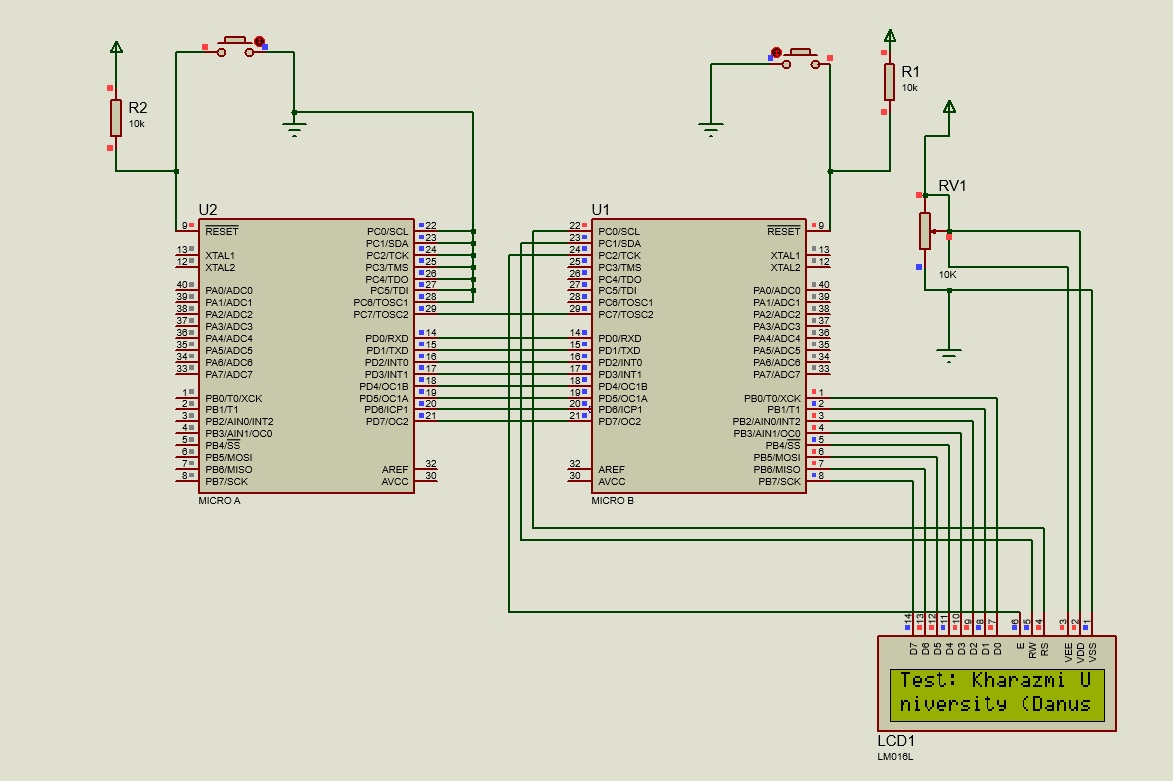 R2
10k
R1
10k
RV1
10K
U2
9 RESET
13 XTAL1
12 XTAL2
40 PA0/ADC0
39 PA1/ADC1
38 PA2/ADC2
37 PA3/ADC3
36 PA4/ADC4
35 PA5/ADC5
34 PA6/ADC6
33 PA7/ADC7
1 PB0/T0/XCK
2 PB1/T1
3 PB2/AIN0/INT2
4 PB3/AIN1/OC0
5 PB4/SS
6 PB5/MOSI
7 PB6/MISO
8 PB7/SCK
PC0/SCL 22
PC1/SDA 23
PC2/TCK 24
PC3/TMS 25
PC4/TDO 26
PC5/TDI 27
PC6/TOSC1 28
PC7/TOSC2 29
PD0/RXD 14
PD1/TXD 15
PD2/INT0 16
PD3/INT1 17
PD4/OC1B 18
PD5/OC1A 19
PD6/ICP1 20
PD7/OC2 21
AREF 32
AVCC 30
MICRO A
U1
22 PC0/SCL
23 PC1/SDA
24 PC2/TCK
25 PC3/TMS
26 PC4/TDO
27 PC5/TDI
28 PC6/TOSC1
29 PC7/TOSC2
14 PD0/RXD
15 PD1/TXD
16 PD2/INT0
17 PD3/INT1
18 PD4/OC1B
19 PD5/OC1A
20 PD6/ICP1
21 PD7/OC2
32 AREF
30 AVCC
RESET 9
XTAL1 13
XTAL2 12
PA0/ADC0 40
PA1/ADC1 39
PA2/ADC2 38
PA3/ADC3 37
PA4/ADC4 36
PA5/ADC5 35
PA6/ADC6 34
PA7/ADC7 33
PB0/T0/XCK 1
PB1/T1 2
PB2/AIN0/INT2 3
PB3/AIN1/OC0 4
PB4/SS 5
PB5/MOSI 6
PB6/MISO 7
PB7/SCK 8
MICRO B
14 13 12 11 10 9 8 7 6 5 4 3 2 1
D7 D6 D5 D4 D3 D2 D1 D0 E RW RS VEE VDD VSS
Test: Kharazmi U
niversity (Danus
LCD1
LM016L